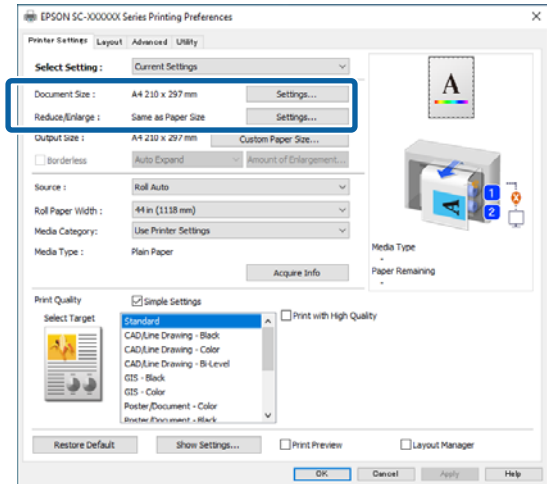 EPSON SC-XXXXXX Series Printing Preferences
Printer Settings Layout Advanced Utility
Select Setting : Current Settings
Document Size : A4 210 x 297 mm Settings...
Reduce/Enlarge : Same as Paper Size Settings...
Output Size : A4 210 x 297 mm Custom Paper Size...
Borderless Auto Expand Amount of Enlargement...
Source : Roll Auto
Roll Paper Width : 44 in (1118 mm)
Media Category: Use Printer Settings
Media Type : Plain Paper
Acquire Info
A
A
1
2
Media Type
-
Paper Remaining
-
Print Quality Simple Settings
Select Target
Standard
CAD/Line Drawing - Black
CAD/Line Drawing - Color
CAD/Line Drawing - Bi-Level
GIS - Black
GIS - Color
Poster/Document - Color
Poster/Document - Black
Print with High Quality
Restore Default Show Settings... Print Preview Layout Manager
OK Cancel Apply Help